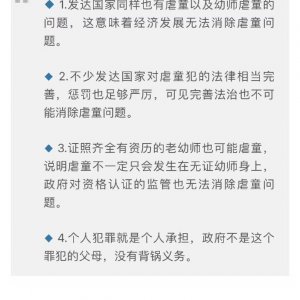 1.发达国家同样也有虐童以及幼师虐童的
问题，这意味着经济发展无法消除虐童问
题。
2.不少发达国家对虐童犯的法律相当完
善，惩罚也足够严厉，可见完善法治也不可
能消除虐童问题。
3.证照齐全有资历的老幼师也可能虐童，
说明虐童不一定只会发生在无证幼师身上，
政府对资格认证的监管也无法消除虐童问
题。
4.个人犯罪就是个人承担，政府不是这个
罪犯的父母，没有背锅义务。